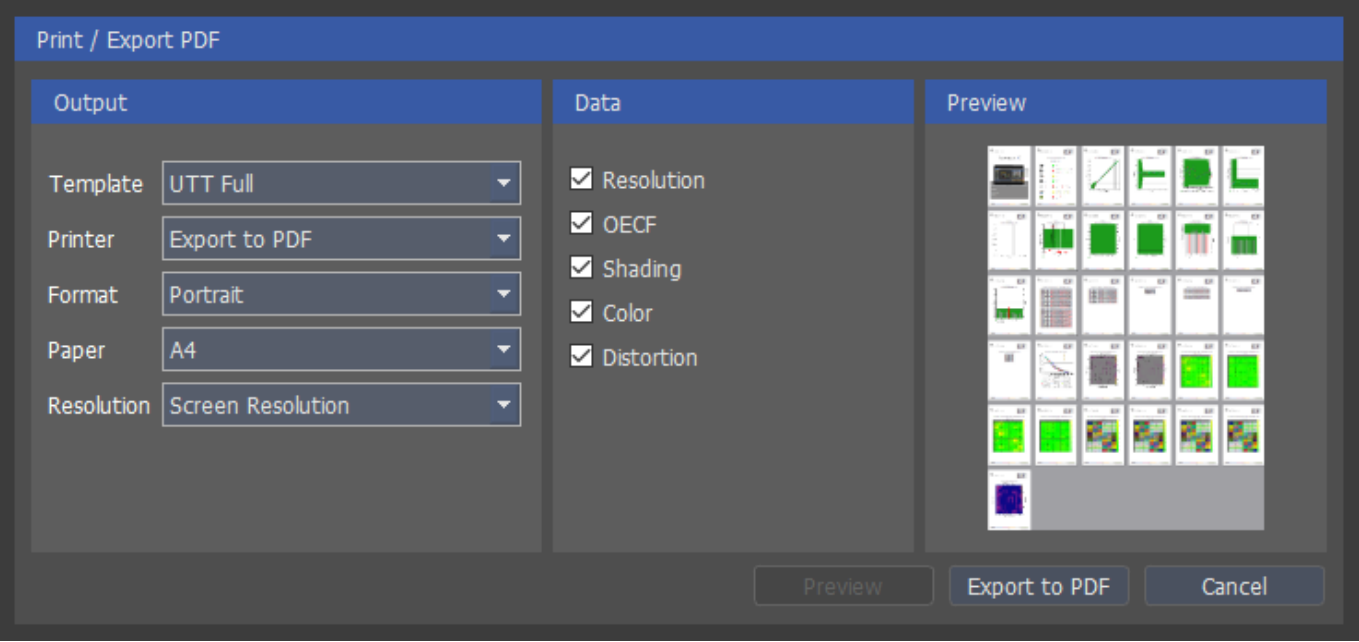 Print / Export PDF
Output
Template UTT Full
Printer Export to PDF
Format Portrait
Paper A4
Resolution Screen Resolution
Data
Resolution
OECF
Shading
Color
Distortion
Preview
Preview
Export to PDF
Cancel